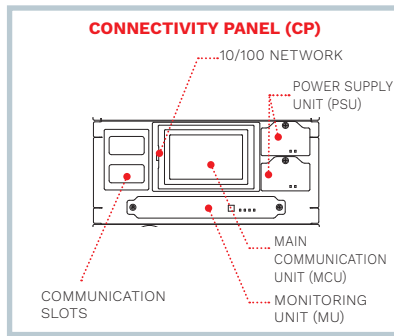 CONNECTIVITY PANEL (CP)
10/100 NETWORK
POWER SUPPLY
UNIT (PSU)
MAIN
COMMUNICATION
UNIT (MCU)
COMMUNICATION
SLOTS
MONITORING
UNIT (MU)